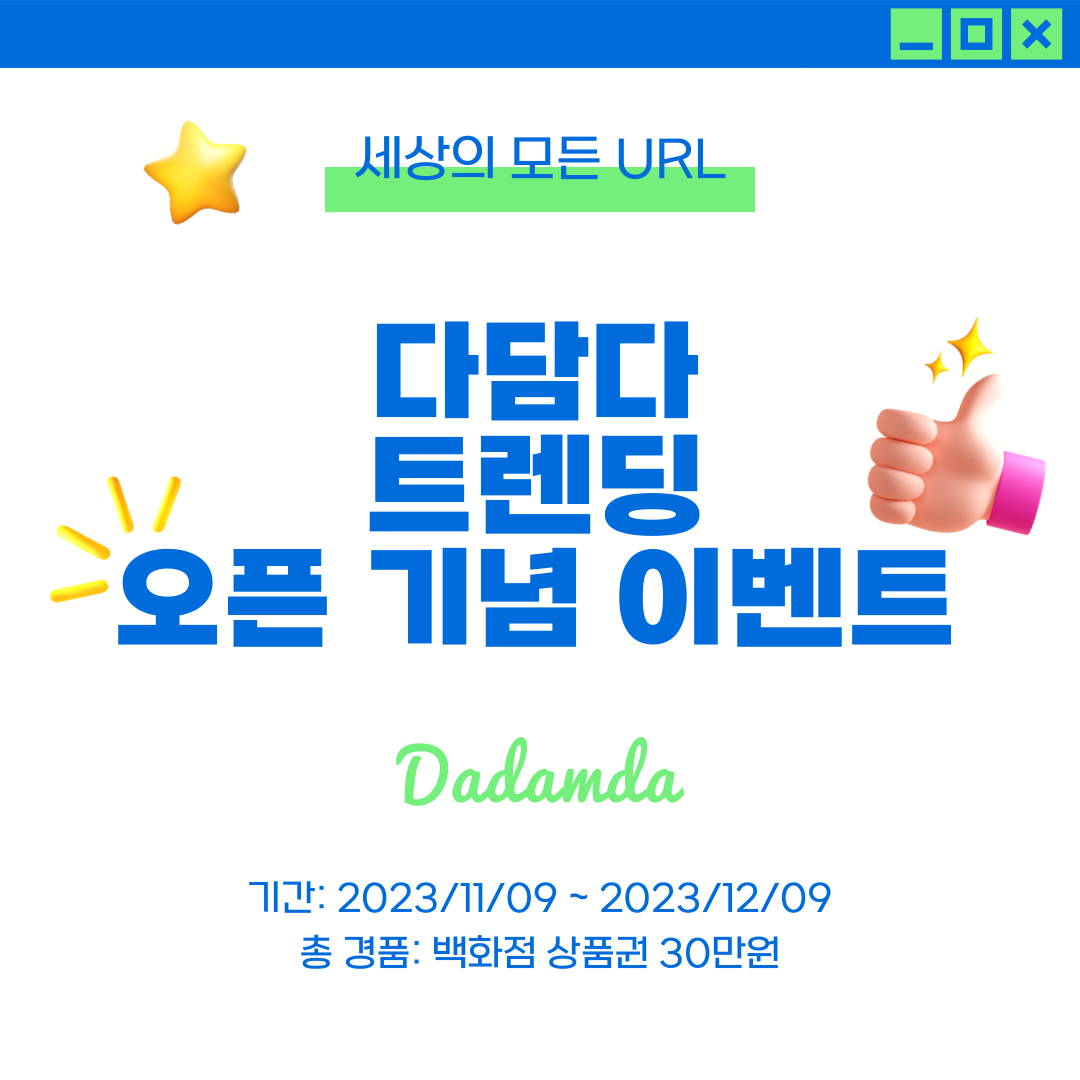 세상의 모든 URL
다담다
트렌딩
오픈 기념 이벤트
Dadamda
기간: 2023/11/09 ~ 2023/12/09
총 경품: 백화점 상품권 30만원